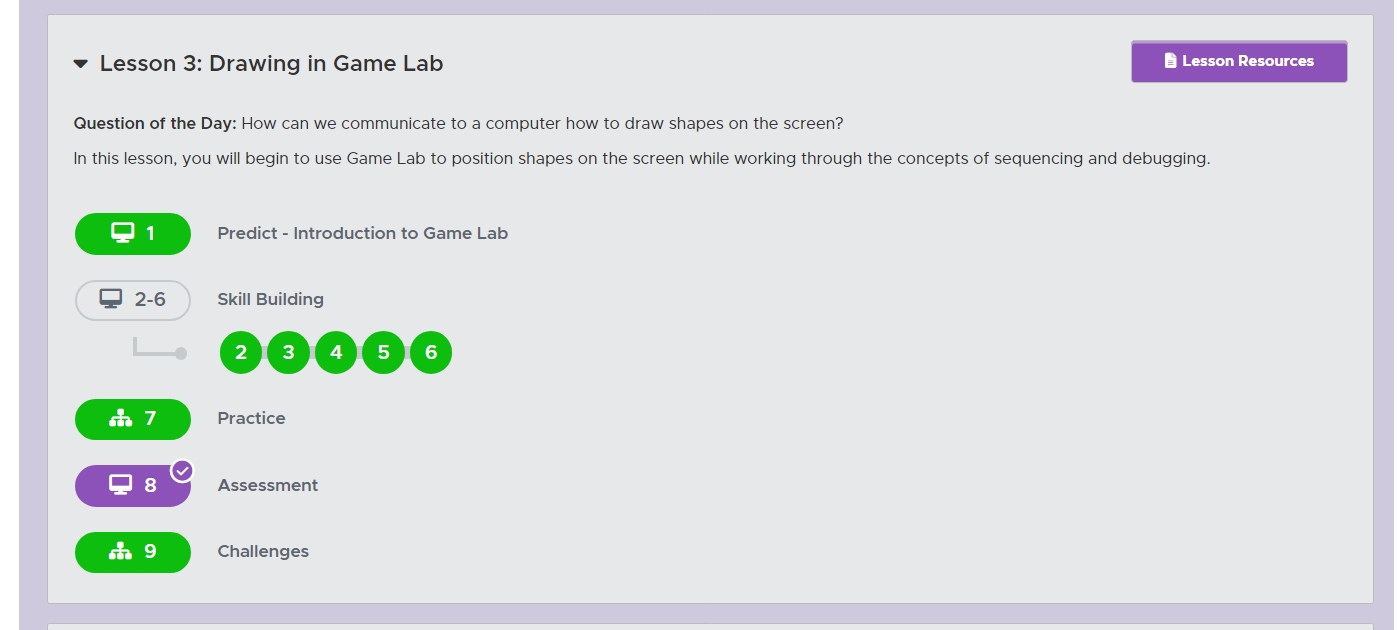 Lesson 3: Drawing in Game Lab
Lesson Resources
Question of the Day: How can we communicate to a computer how to draw shapes on the screen?
In this lesson, you will begin to use Game Lab to position shapes on the screen while working through the concepts of sequencing and debugging.
1 Predict - Introduction to Game Lab
2-6 Skill Building
2 3 4 5 6
7 Practice
8 Assessment
9 Challenges